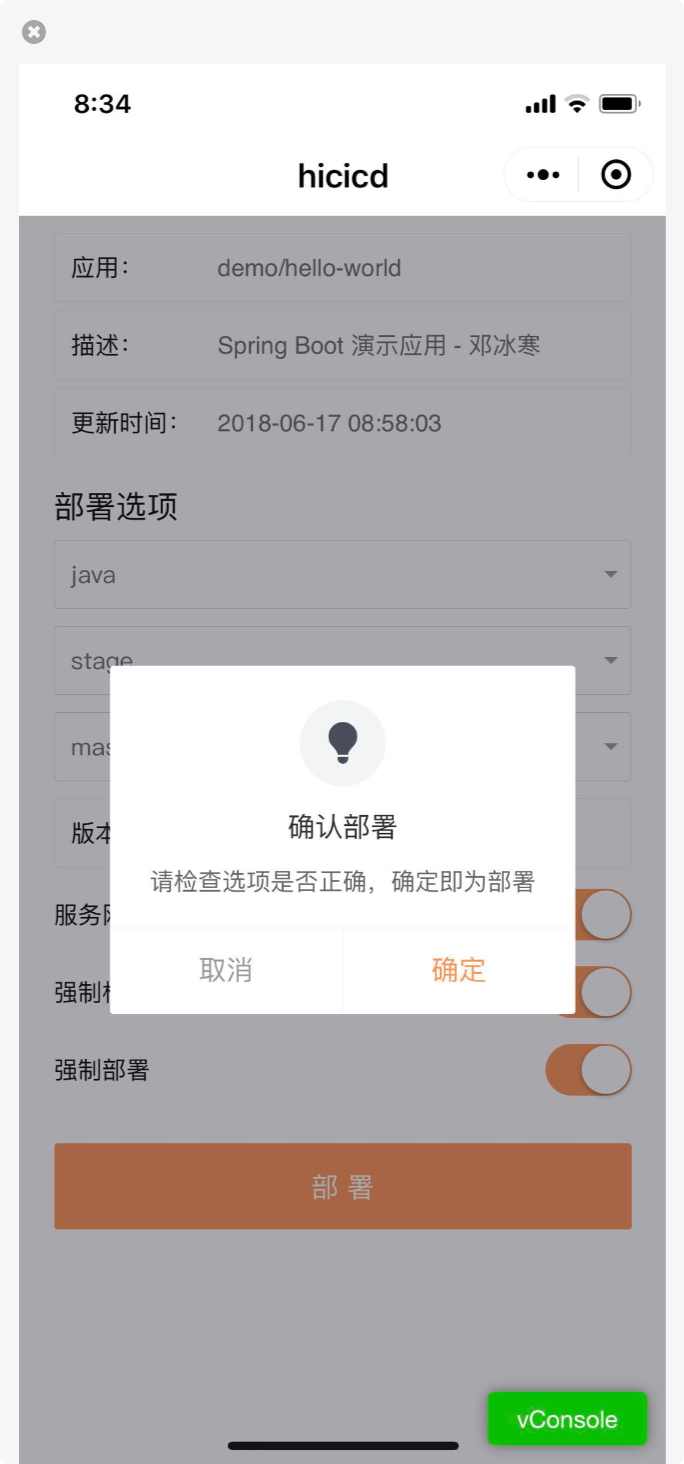 8:34
hicicd
应用： demo/hello-world
描述： Spring Boot 演示应用 - 邓冰寒
更新时间： 2018-06-17 08:58:03
部署选项
java
stage
mas
版本
确认部署
请检查选项是否正确，确定即为部署
服务
取消 确定
强制
强制部署
部 署
vConsole